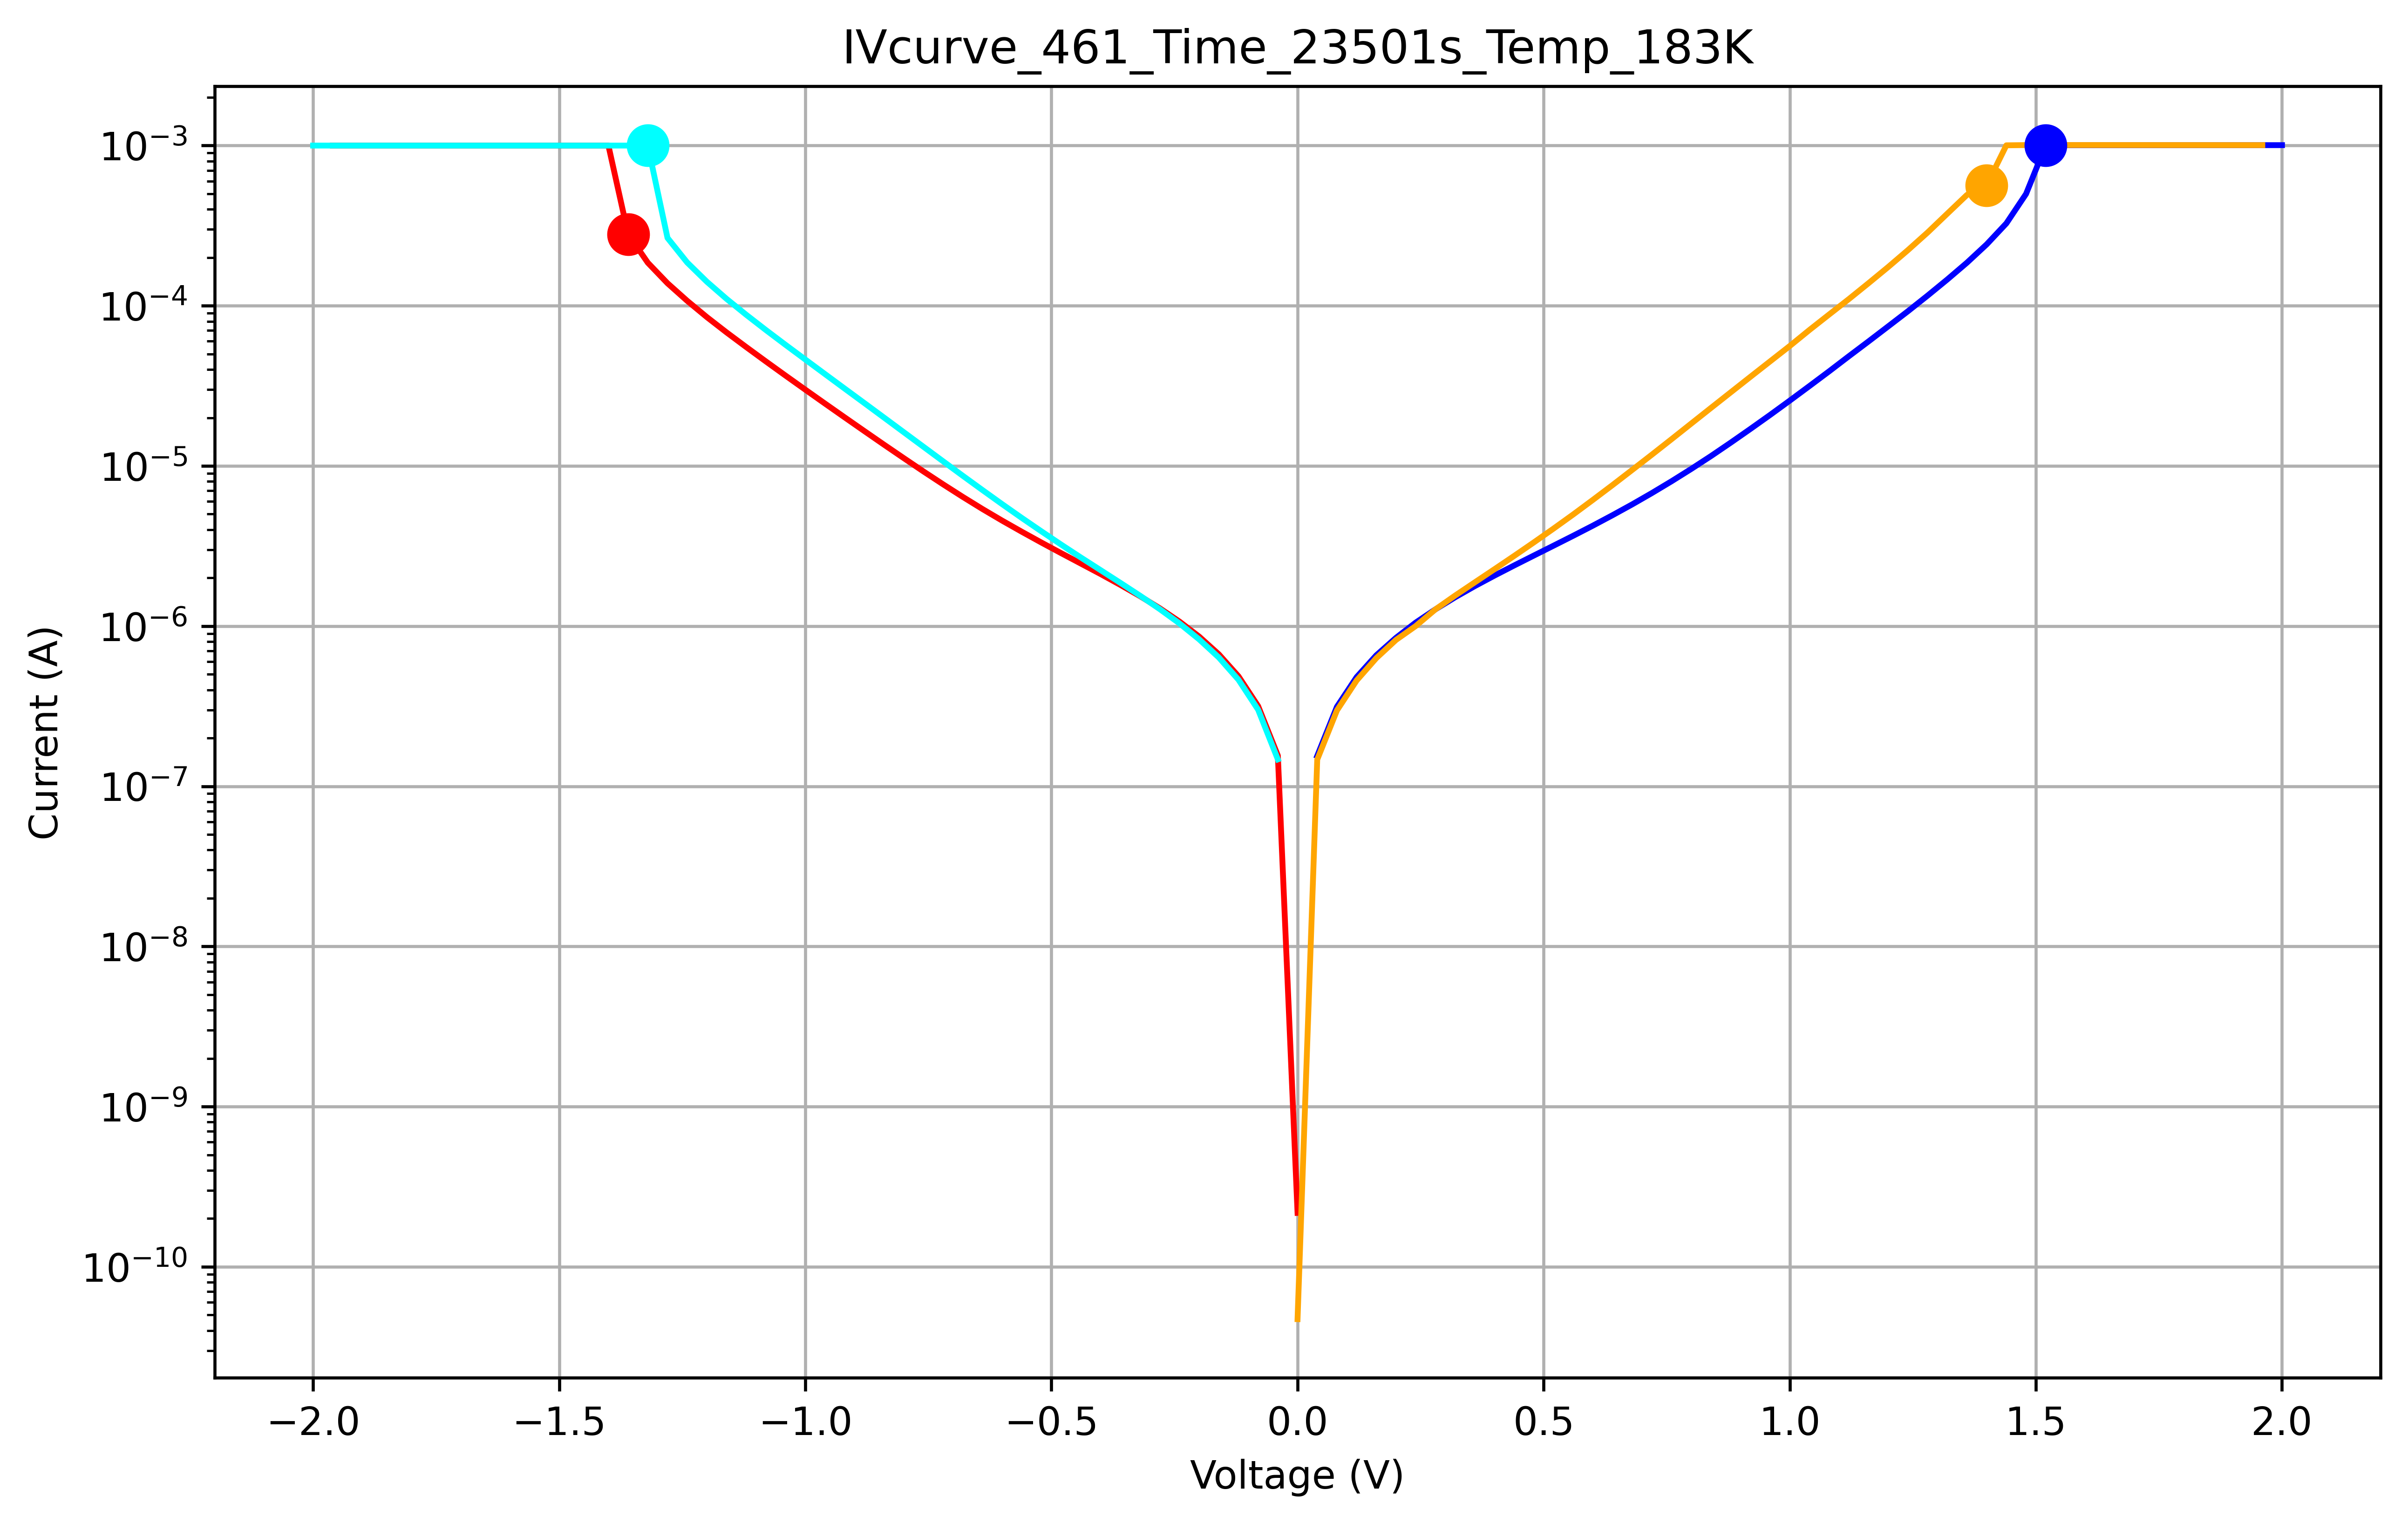 IVcurve_461_Time_23501s_Temp_183K
10⁻³
10⁻⁴
10⁻⁵
10⁻⁶
10⁻⁷
10⁻⁸
10⁻⁹
10⁻¹⁰
Current (A)
−2.0 −1.5 −1.0 −0.5 0.0 0.5 1.0 1.5 2.0
Voltage (V)